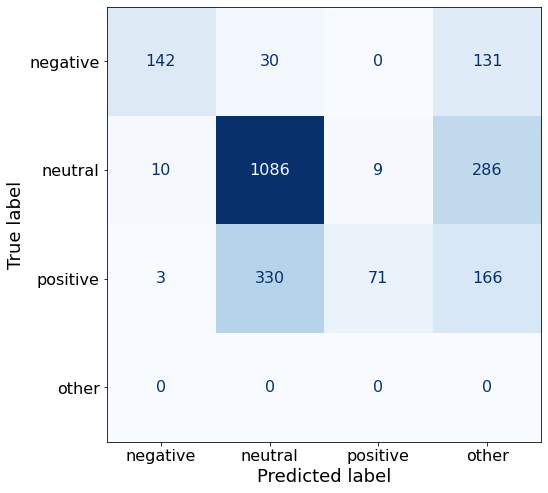 negative 142 30 0 131
neutral 10 1086 9 286
True label
positive 3 330 71 166
other 0 0 0 0
negative neutral positive other
Predicted label